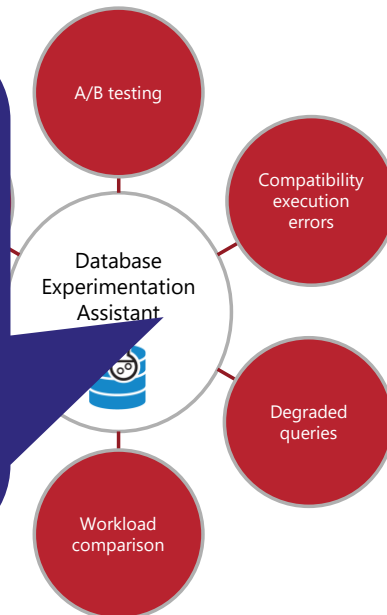 A/B testing
Compatibility
execution
errors
Database
Experimentation
Assistant
Degraded
queries
Workload
comparison